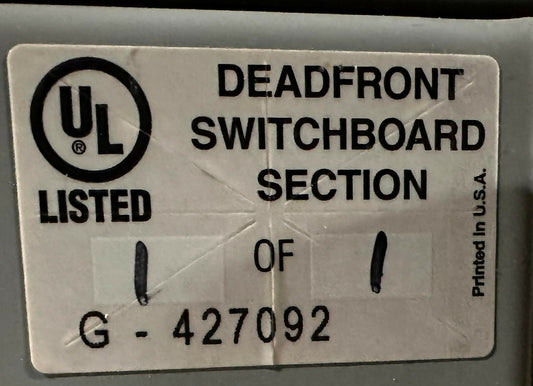 UL®
LISTED
DEADFRONT
SWITCHBOARD
SECTION
1 OF 1
G - 427092
Printed in U.S.A.